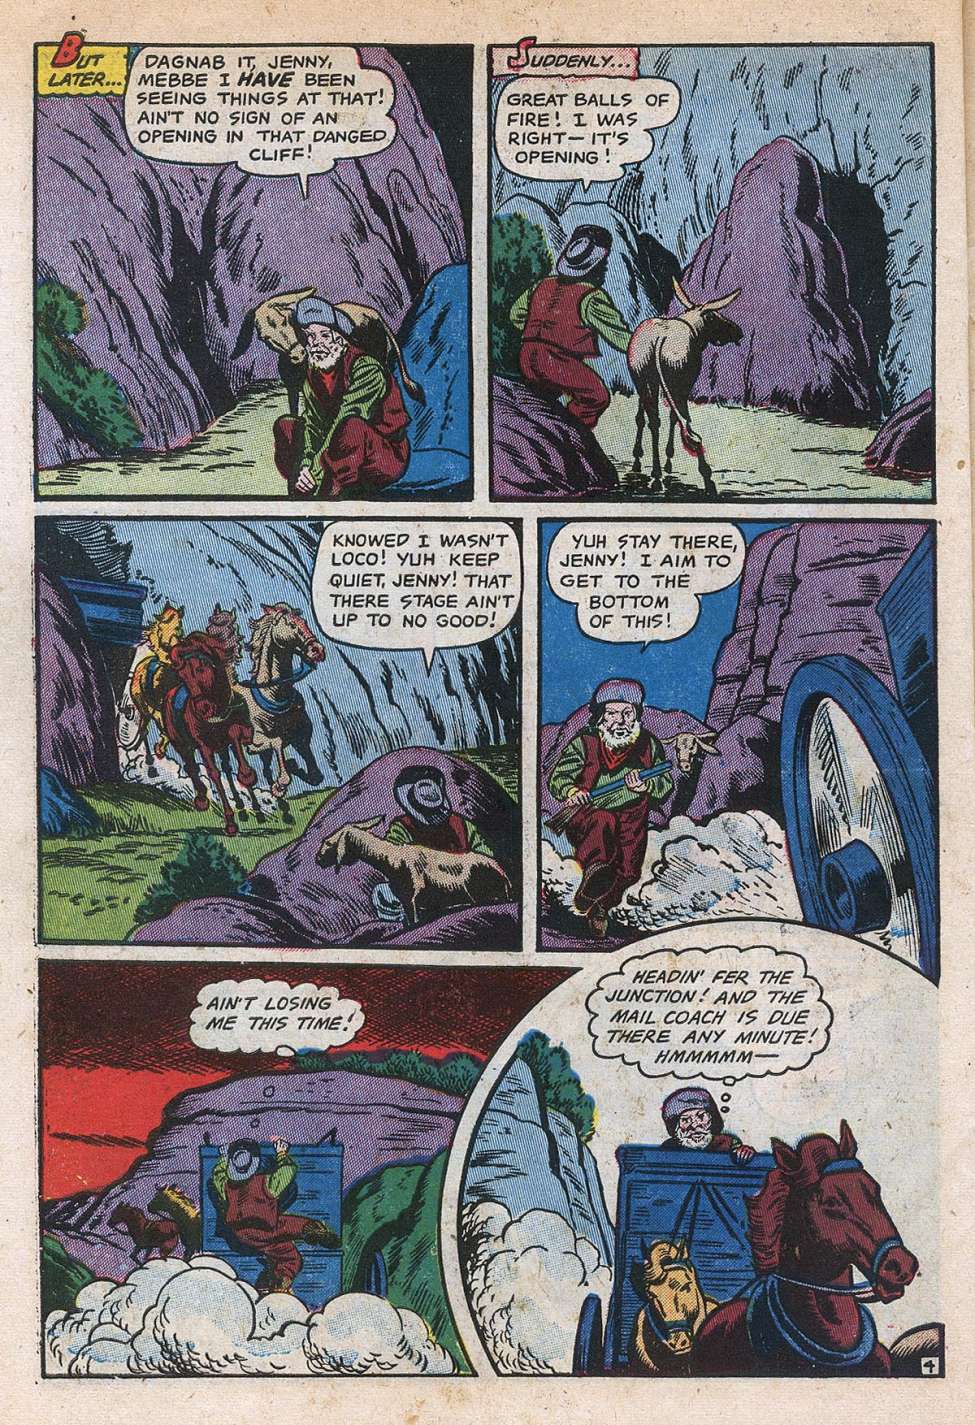 BUT
LATER...
DAGNAB IT, JENNY,
MEBBE I HAVE BEEN
SEEING THINGS AT THAT!
AIN'T NO SIGN OF AN
OPENING IN THAT DANGED
CLIFF!
SUDDENLY...
GREAT BALLS OF
FIRE! I WAS
RIGHT—IT'S
OPENING!
KNOWED I WASN'T
LOCO! YUH KEEP
QUIET, JENNY! THAT
THERE STAGE AIN'T
UP TO NO GOOD!
YUH STAY THERE,
JENNY! I AIM TO
GET TO THE
BOTTOM
OF THIS!
AIN'T LOSING
ME THIS TIME!
HEADIN' FER THE
JUNCTION! AND THE
MAIL COACH IS DUE
THERE ANY MINUTE!
HMMMMM—
4